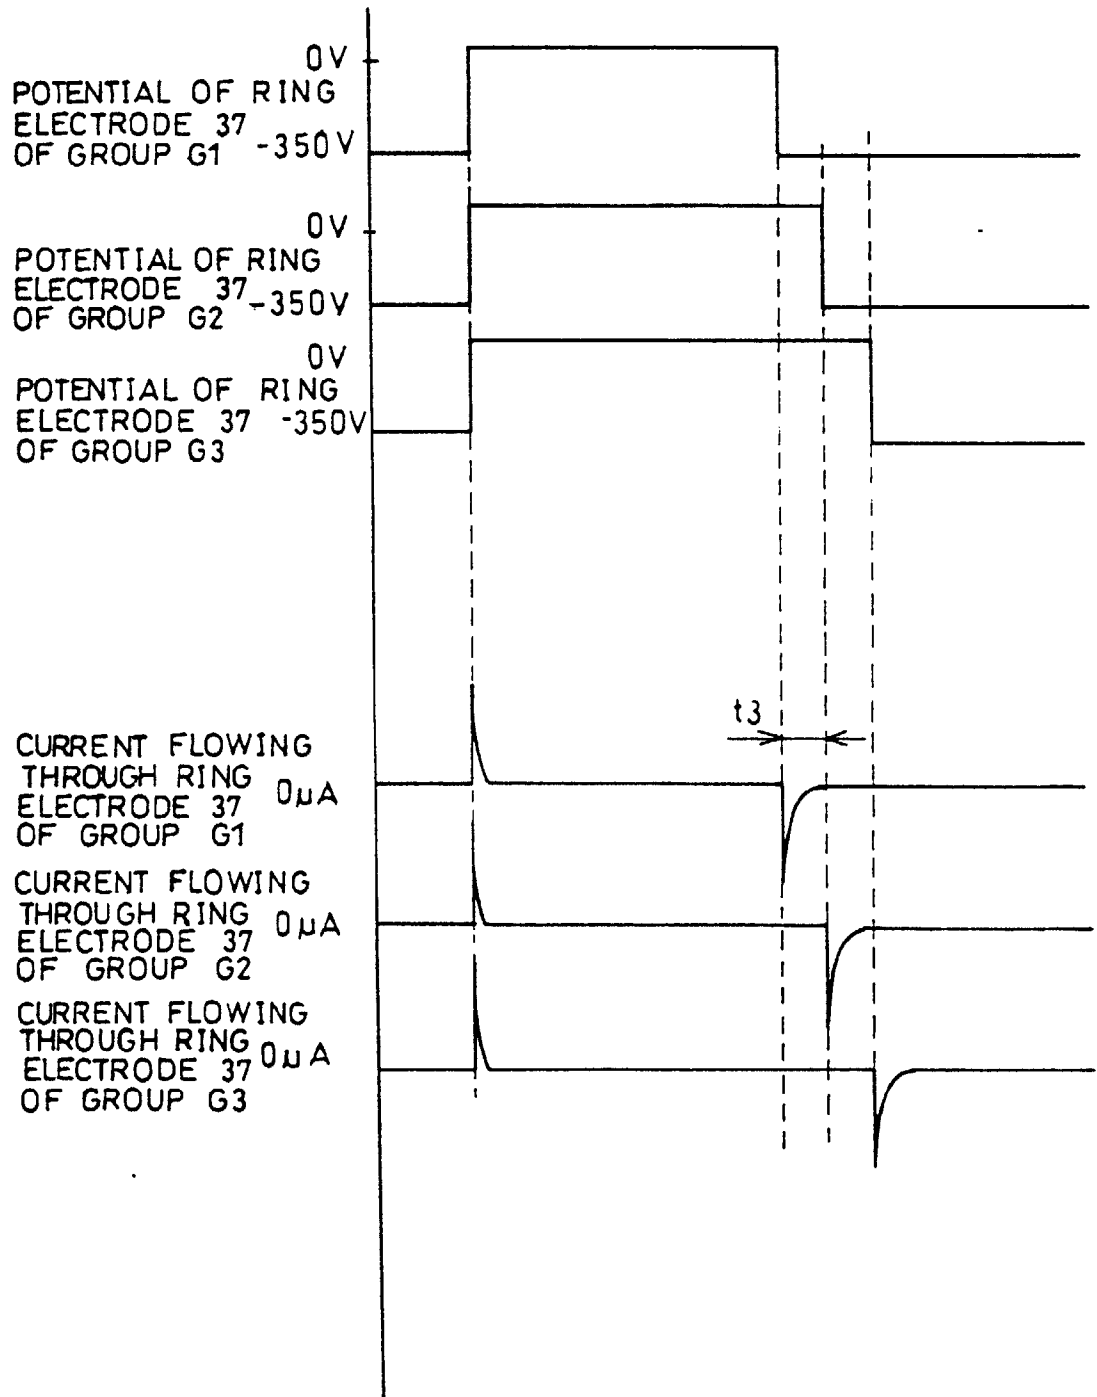 0V
POTENTIAL OF RING
ELECTRODE 37
OF GROUP G1 -350V
0V
POTENTIAL OF RING
ELECTRODE 37
OF GROUP G2 -350V
0V
POTENTIAL OF RING
ELECTRODE 37 -350V
OF GROUP G3
t3
CURRENT FLOWING
THROUGH RING
ELECTRODE 37 0μA
OF GROUP G1
CURRENT FLOWING
THROUGH RING 0μA
ELECTRODE 37
OF GROUP G2
CURRENT FLOWING
THROUGH RING 0μA
ELECTRODE 37
OF GROUP G3